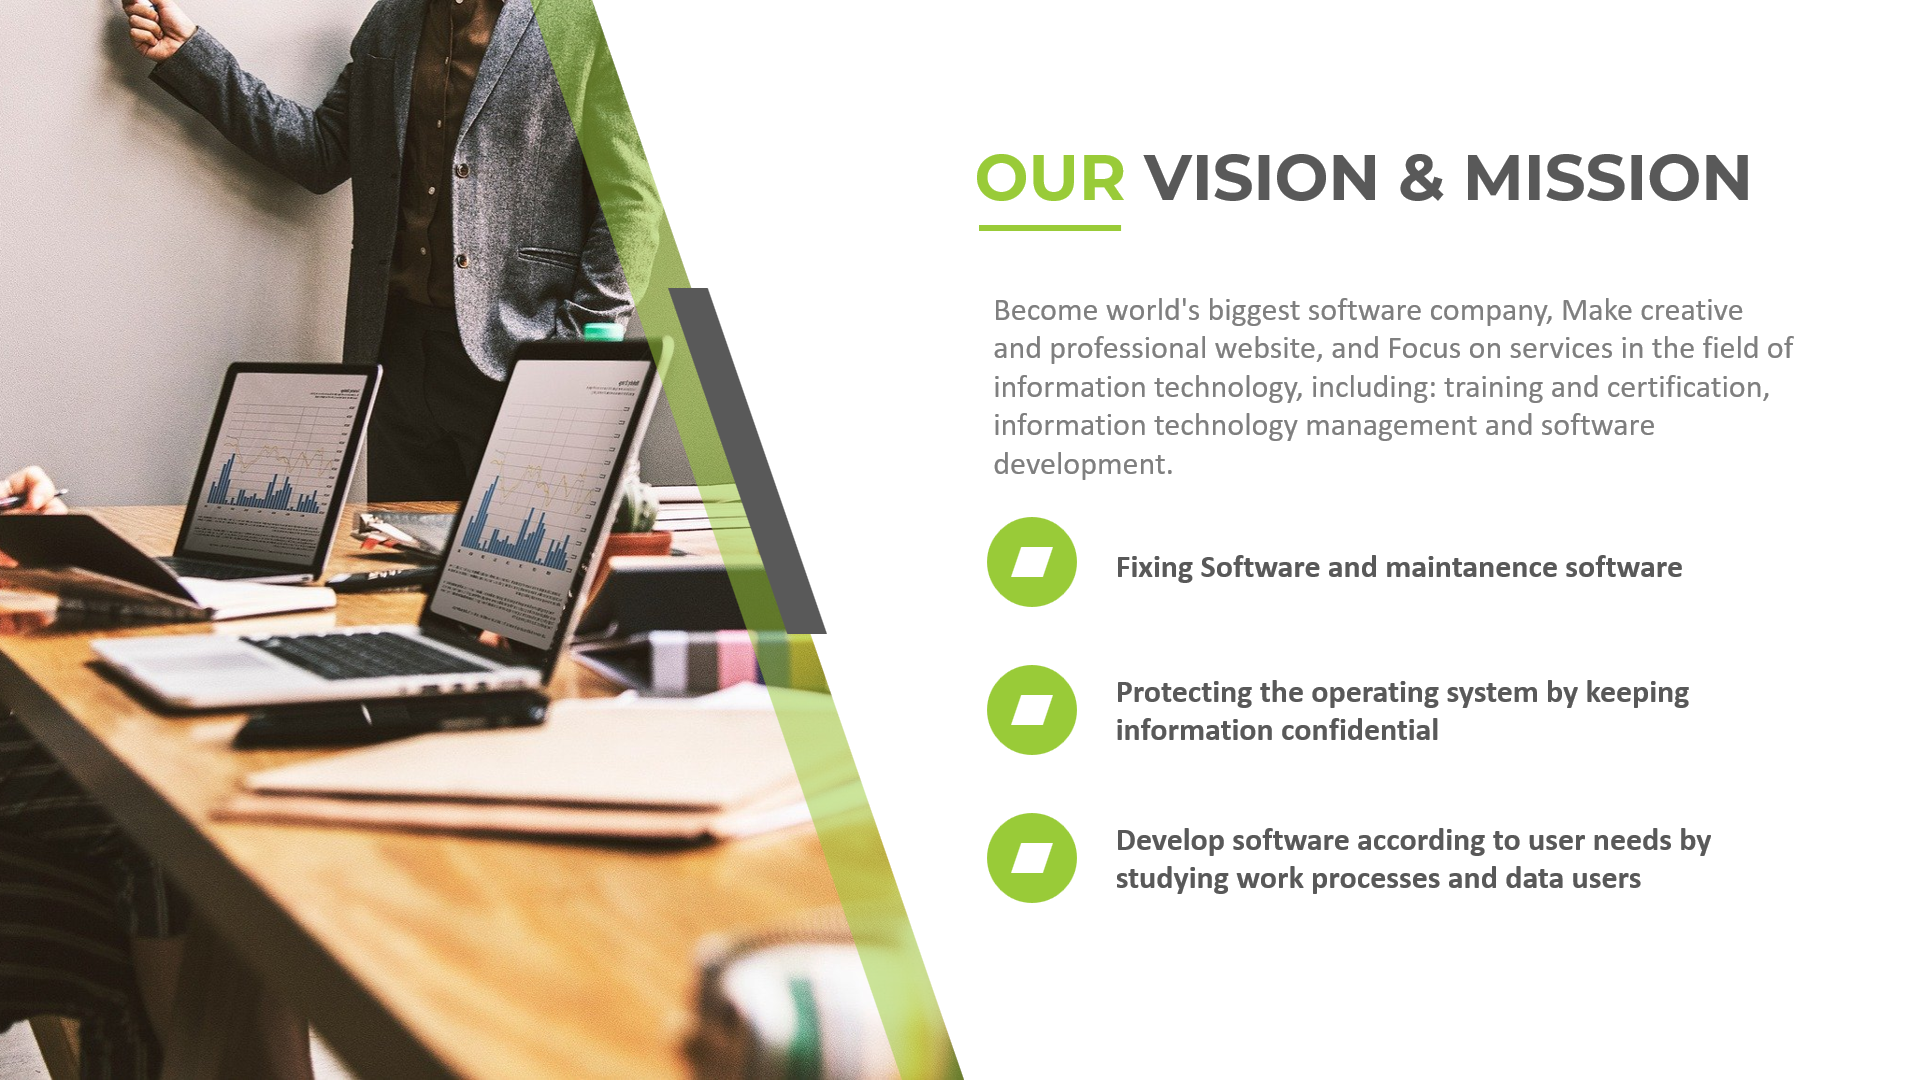 OUR VISION & MISSION
Become world's biggest software company, Make creative
and professional website, and Focus on services in the field of
information technology, including: training and certification,
information technology management and software
development.
Fixing Software and maintanence software
Protecting the operating system by keeping
information confidential
Develop software according to user needs by
studying work processes and data users